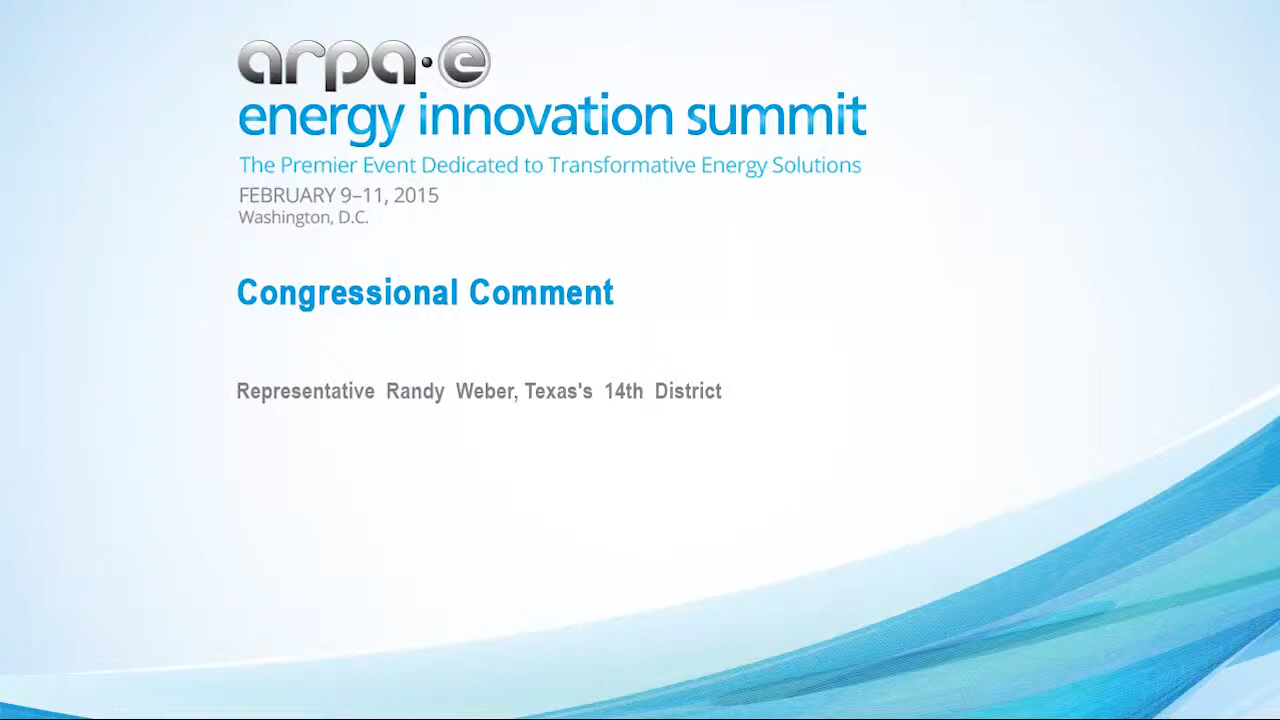 arpa·e
energy innovation summit
The Premier Event Dedicated to Transformative Energy Solutions
FEBRUARY 9–11, 2015
Washington, D.C.
Congressional Comment
Representative Randy Weber, Texas's 14th District